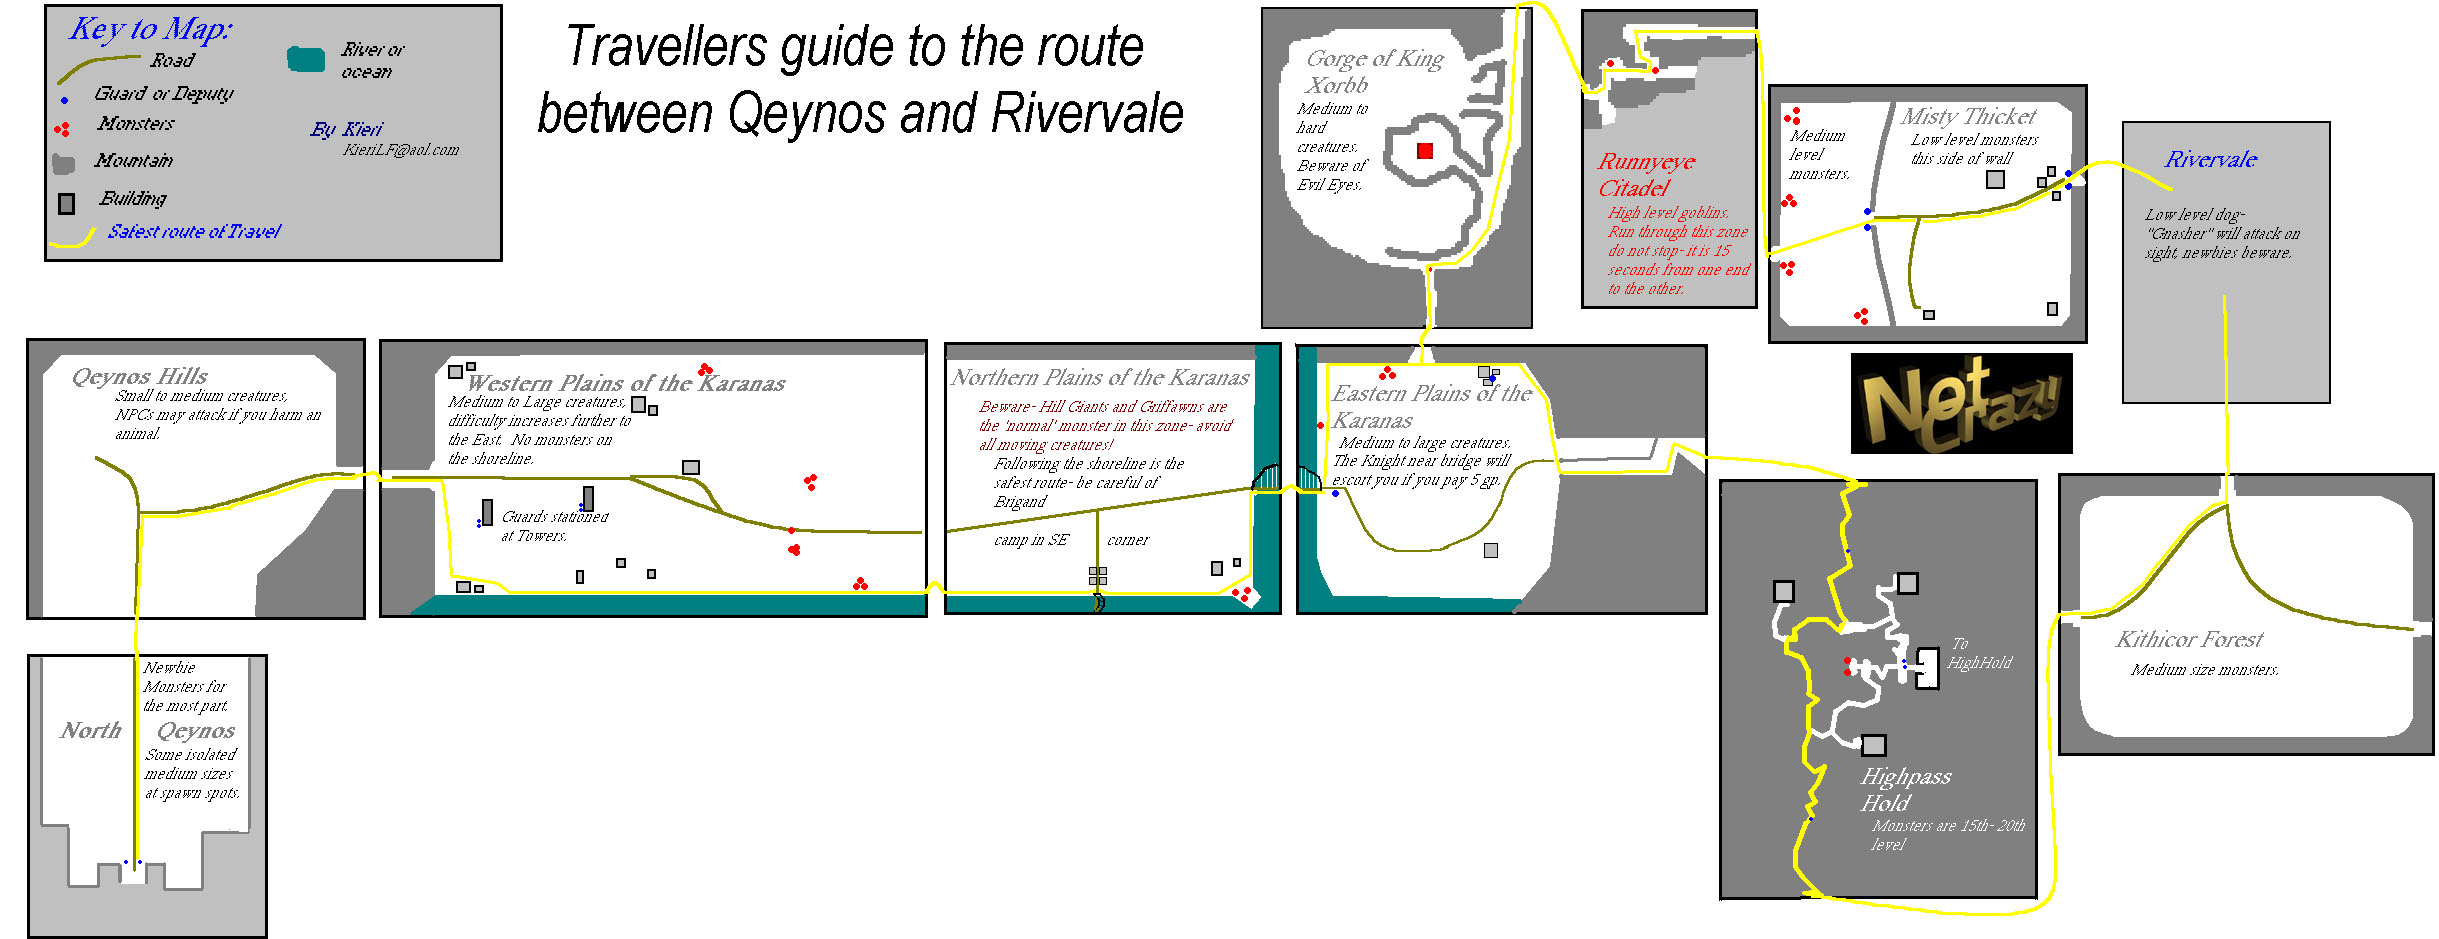 Key to Map:
Road
Guard or Deputy
Monsters
Mountain
Building
Safest route of Travel
River or
ocean
By Kieri
KieriLF@aol.com
Travellers guide to the route
between Qeynos and Rivervale
Gorge of King
Xorbb
Medium to
hard
creatures.
Beware of
Evil Eyes.
Runnyeye
Citadel
High level goblins.
Run through this zone
do not stop- it is 15
seconds from one end
to the other.
Misty Thicket
Low level monsters
this side of wall
Medium
level
monsters.
Rivervale
Low level dog-
"Gnasher" will attack on
sight, newbies beware.
Not
Crazy
Qeynos Hills
Small to medium creatures,
NPCs may attack if you harm an
animal.
Western Plains of the Karanas
Medium to Large creatures,
difficulty increases further to
the East. No monsters on
the shoreline.
Guards stationed
at Towers.
Northern Plains of the Karanas
Beware- Hill Giants and Griffawns are
the 'normal' monster in this zone- avoid
all moving creatures!
Following the shoreline is the
safest route- be careful of
Brigand
camp in SE corner
Eastern Plains of the
Karanas
Medium to large creatures.
The Knight near bridge will
escort you if you pay 5 gp.
To
HighHold
Highpass
Hold
Monsters are 15th- 20th
level
Kithicor Forest
Medium size monsters.
Newbie
Monsters for
the most part.
North Qeynos
Some isolated
medium sizes
at spawn spots.